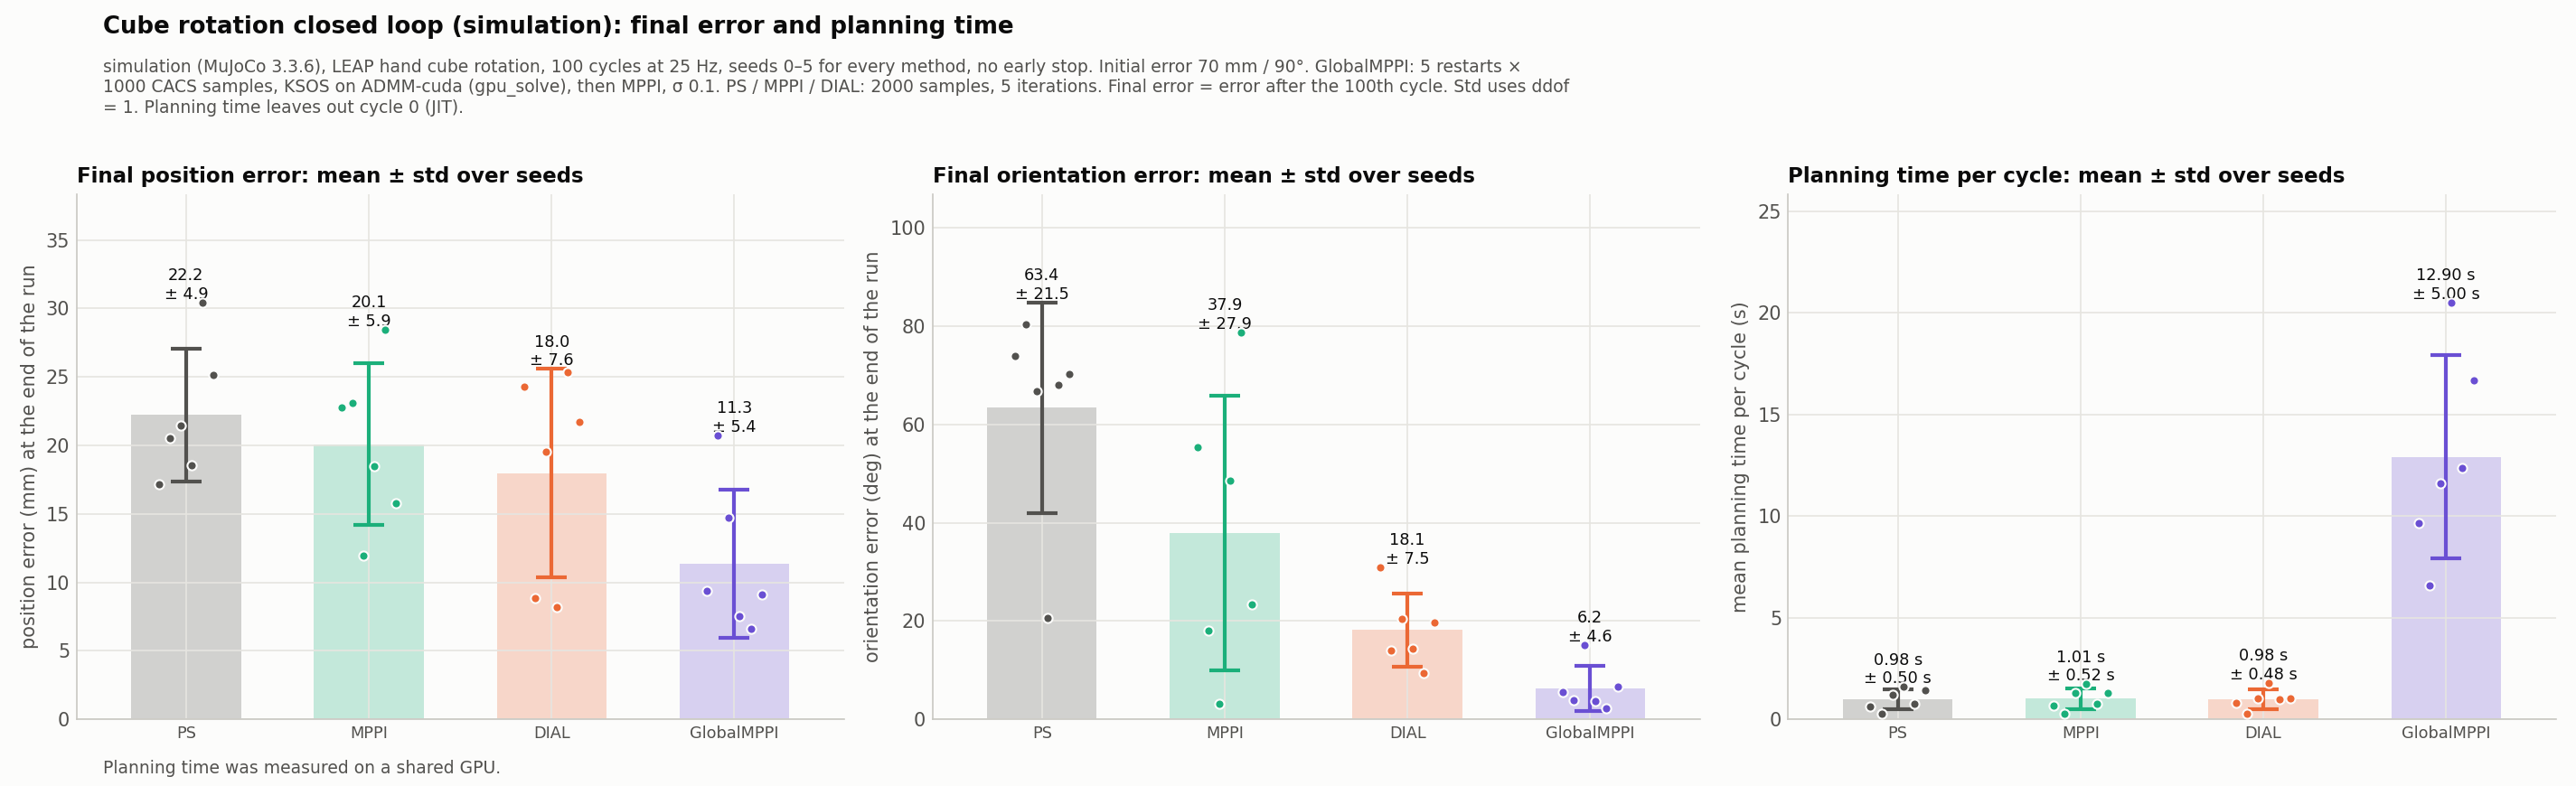 Cube rotation closed loop (simulation): final error and planning time
simulation (MuJoCo 3.3.6), LEAP hand cube rotation, 100 cycles at 25 Hz, seeds 0–5 for every method, no early stop. Initial error 70 mm / 90°. GlobalMPPI: 5 restarts ×
1000 CACS samples, KSOS on ADMM-cuda (gpu_solve), then MPPI, σ 0.1. PS / MPPI / DIAL: 2000 samples, 5 iterations. Final error = error after the 100th cycle. Std uses ddof
= 1. Planning time leaves out cycle 0 (JIT).
Final position error: mean ± std over seeds
position error (mm) at the end of the run
35
30
25
20
15
10
5
0
22.2
± 4.9
20.1
± 5.9
18.0
± 7.6
11.3
± 5.4
PS
MPPI
DIAL
GlobalMPPI
Final orientation error: mean ± std over seeds
orientation error (deg) at the end of the run
100
80
60
40
20
0
63.4
± 21.5
37.9
± 27.9
18.1
± 7.5
6.2
± 4.6
PS
MPPI
DIAL
GlobalMPPI
Planning time per cycle: mean ± std over seeds
mean planning time per cycle (s)
25
20
15
10
5
0
0.98 s
± 0.50 s
1.01 s
± 0.52 s
0.98 s
± 0.48 s
12.90 s
± 5.00 s
PS
MPPI
DIAL
GlobalMPPI
Planning time was measured on a shared GPU.